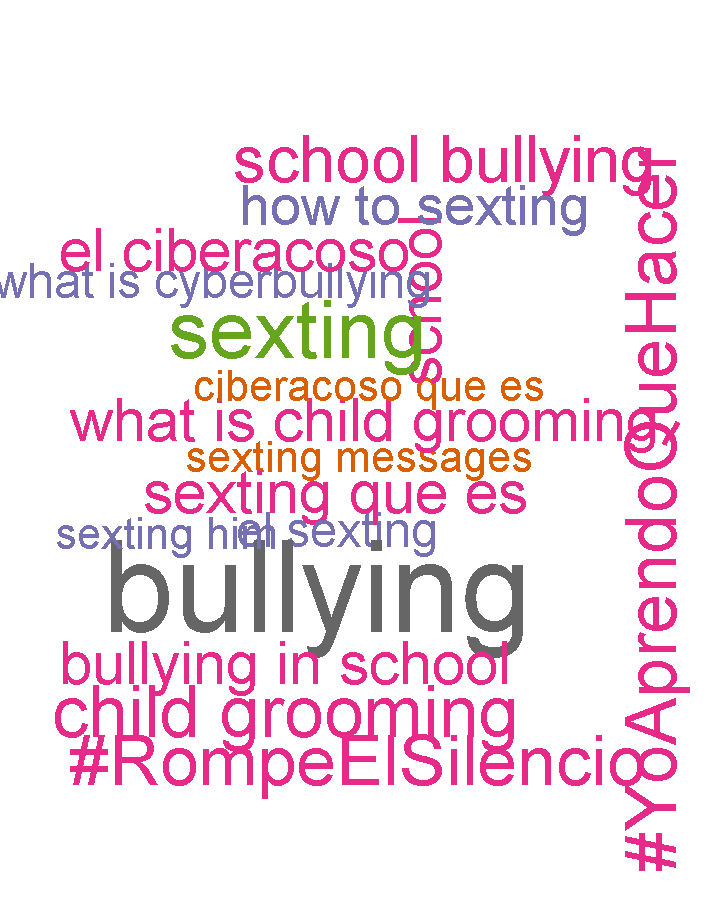 school bullying
how to sexting
el ciberacoso
school
what is cyberbullying
sexting
ciberacoso que es
what is child grooming
sexting messages
sexting que es
sexting him
el sexting
bullying
bullying in school
child grooming
#RompeElSilencio
#YoAprendoQueHacer